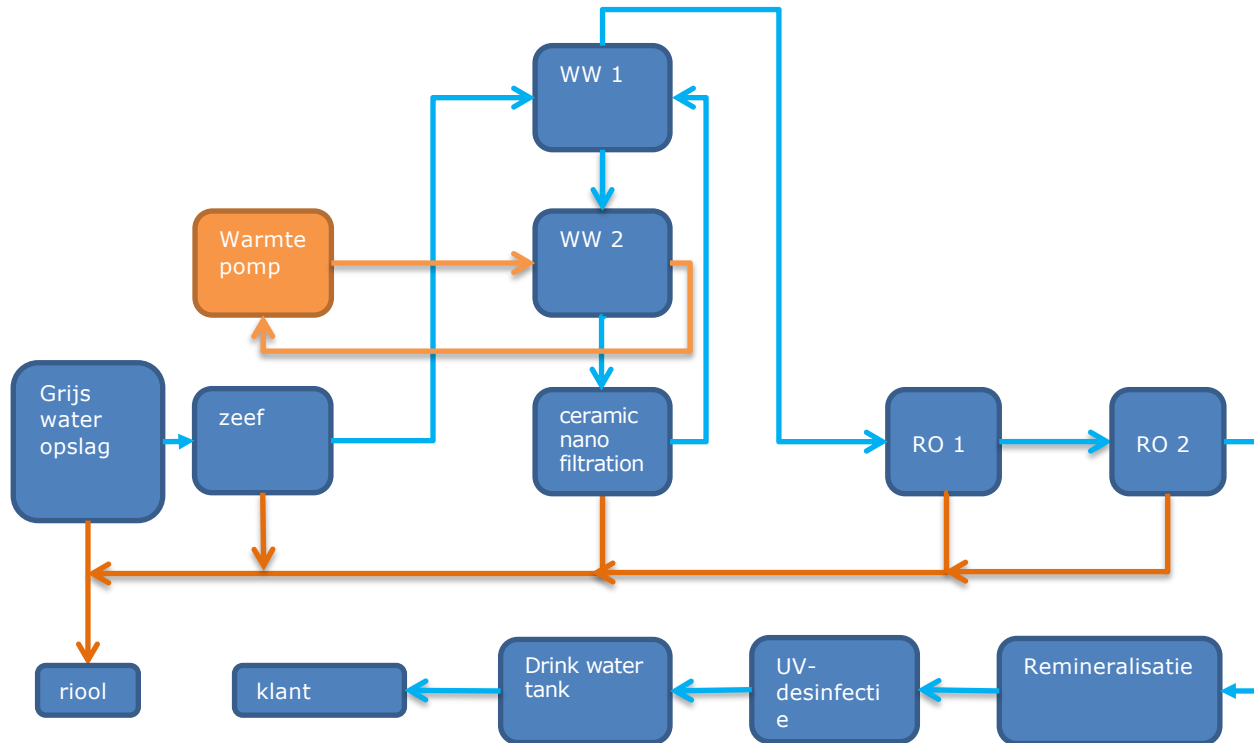 WW 1
WW 2
Warmte
pomp
Grijs
water
opslag
zeef
ceramic
nano
filtration
RO 1
RO 2
riool
klant
Drink water
tank
UV-
desinfecti
e
Remineralisatie